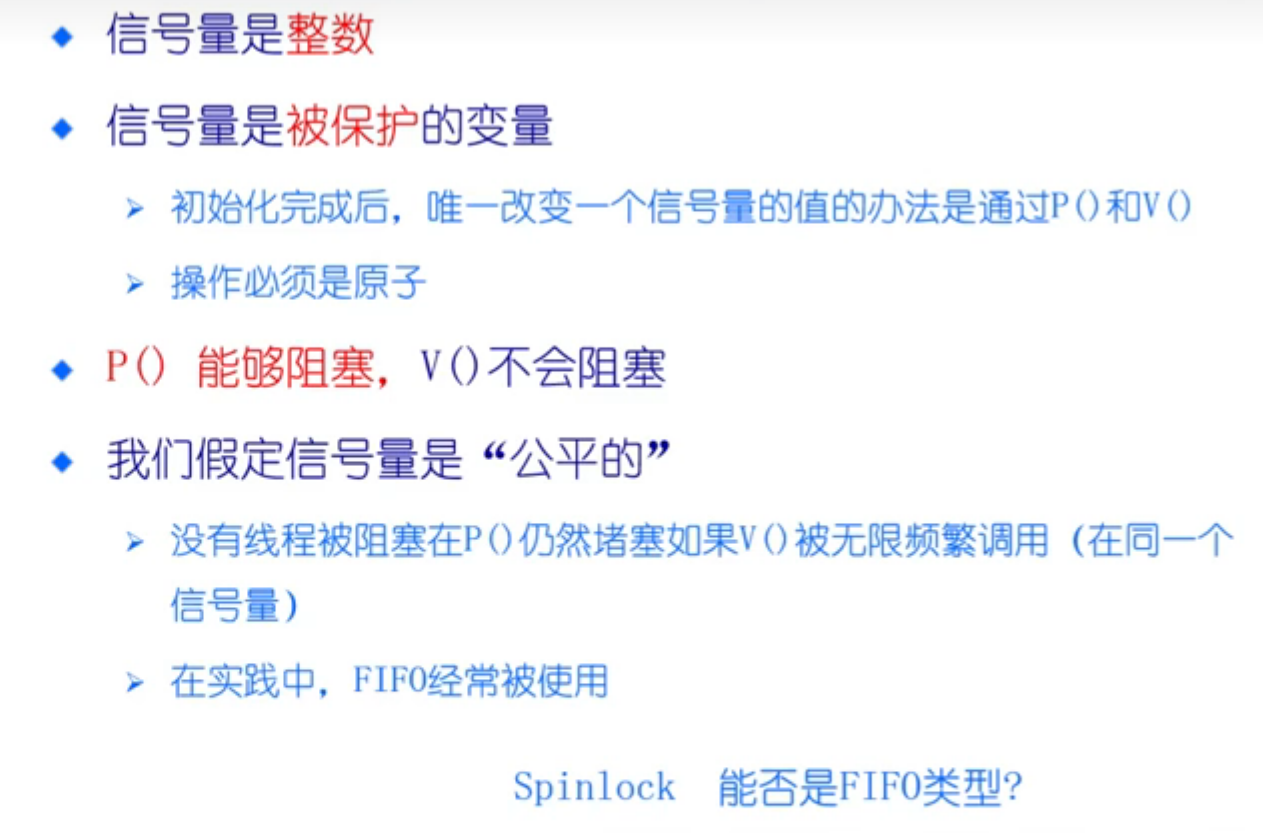 ◆ 信号量是整数
◆ 信号量是被保护的变量
➢ 初始化完成后，唯一改变一个信号量的值的办法是通过P()和V()
➢ 操作必须是原子
◆ P() 能够阻塞，V()不会阻塞
◆ 我们假定信号量是“公平的”
➢ 没有线程被阻塞在P()仍然堵塞如果V()被无限频繁调用（在同一个
信号量）
➢ 在实践中，FIFO经常被使用
Spinlock 能否是FIFO类型?